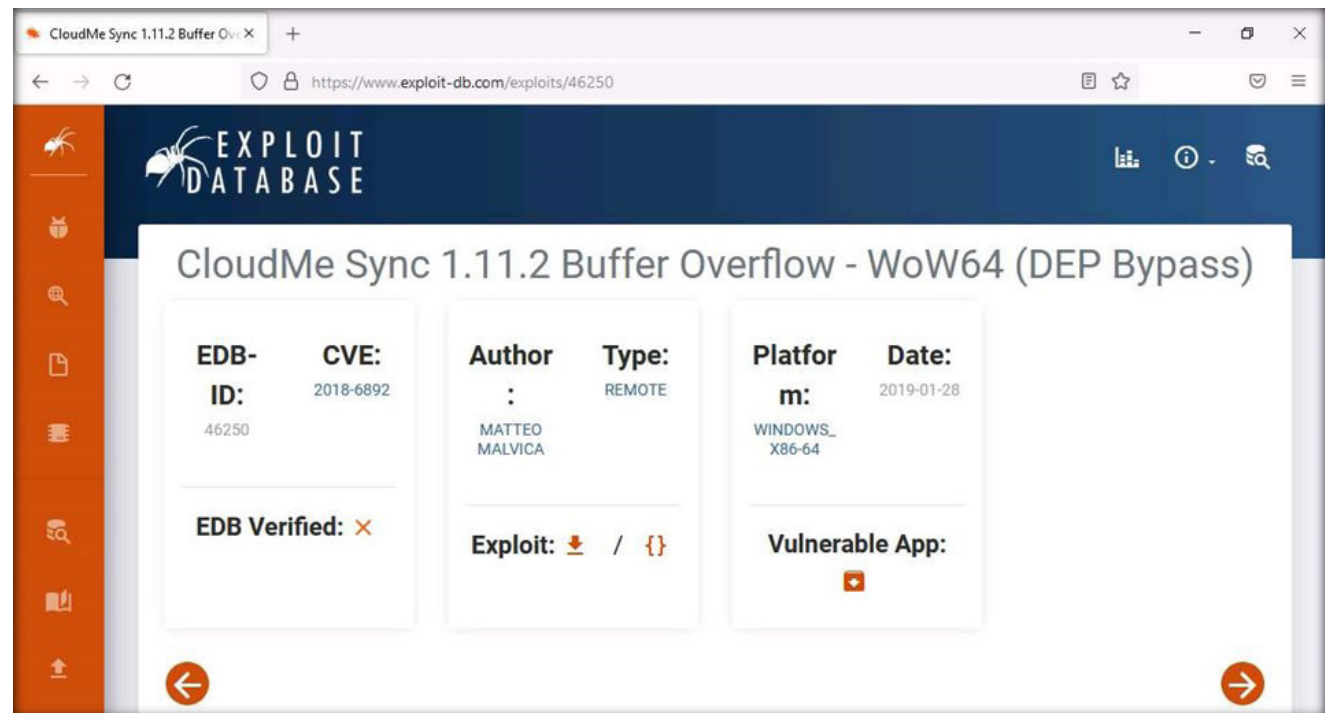 CloudMe Sync 1.11.2 Buffer Ov
https://www.exploit-db.com/exploits/46250
EXPLOIT
DATABASE
CloudMe Sync 1.11.2 Buffer Overflow - WoW64 (DEP Bypass)
EDB-
ID:
46250
CVE:
2018-6892
EDB Verified: ×
Author
:
MATTEO
MALVICA
Type:
REMOTE
Exploit: / {}
Platfor
m:
WINDOWS_
X86-64
Date:
2019-01-28
Vulnerable App: